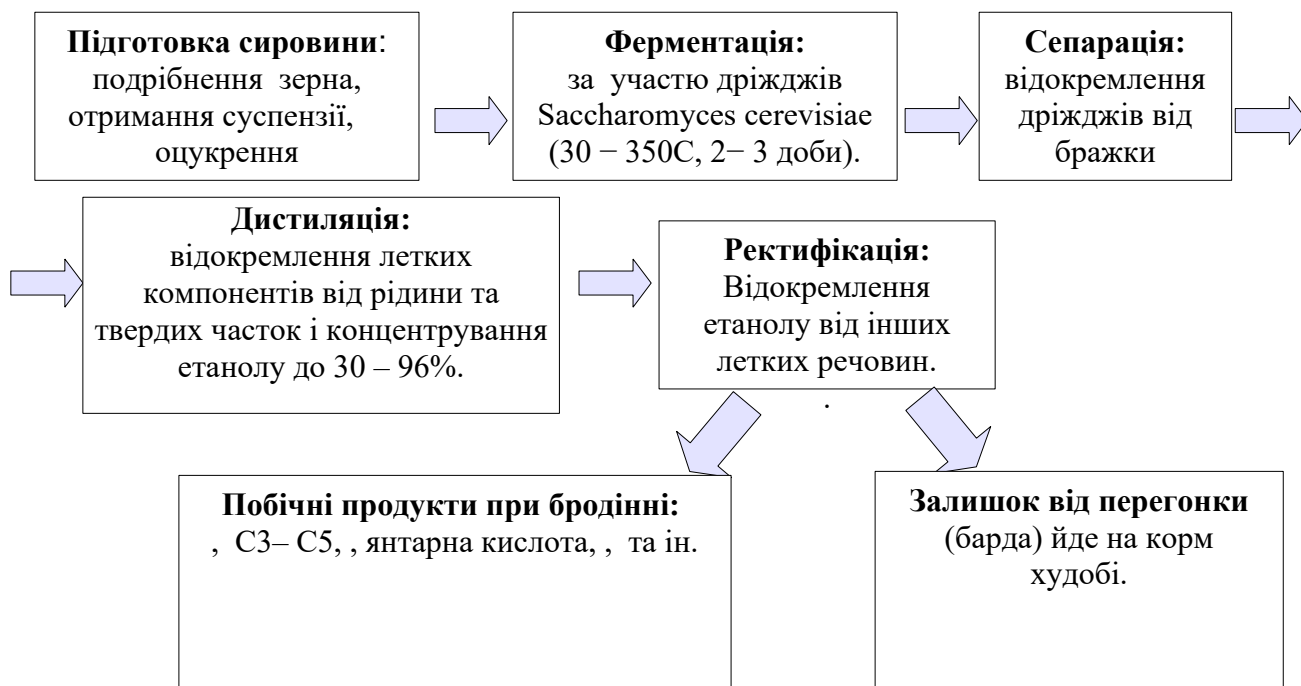 Підготовка сировини:
подрібнення зерна,
отримання суспензії,
оцукрення
Ферментація:
за участю дріжджів
Saccharomyces cerevisiae
(30 − 350С, 2− 3 доби).
Сепарація:
відокремлення
дріжджів від
бражки
Дистиляція:
відокремлення летких
компонентів від рідини та
твердих часток і концентрування
етанолу до 30 – 96%.
Ректифікація:
Відокремлення
етанолу від інших
летких речовин.
.
Побічні продукти при бродінні:
, С3– С5, , янтарна кислота, , та ін.
Залишок від перегонки
(барда) йде на корм
худобі.